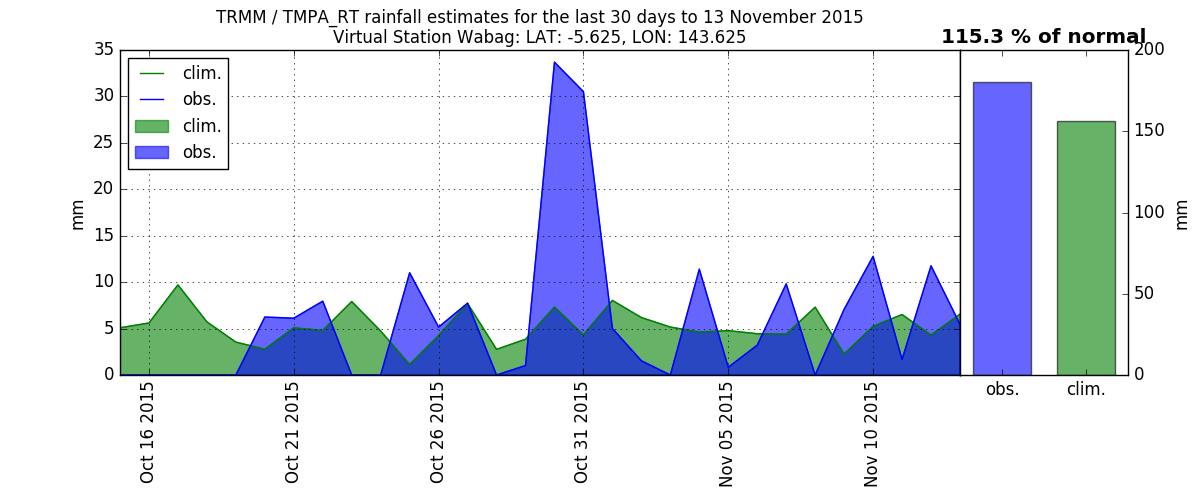 TRMM / TMPA_RT rainfall estimates for the last 30 days to 13 November 2015
Virtual Station Wabag: LAT: -5.625, LON: 143.625
115.3 % of normal
clim.
obs.
clim.
obs.
35
30
25
20
15
10
5
0
mm
Oct 16 2015
Oct 21 2015
Oct 26 2015
Oct 31 2015
Nov 05 2015
Nov 10 2015
200
150
100
50
0
mm
obs.
clim.